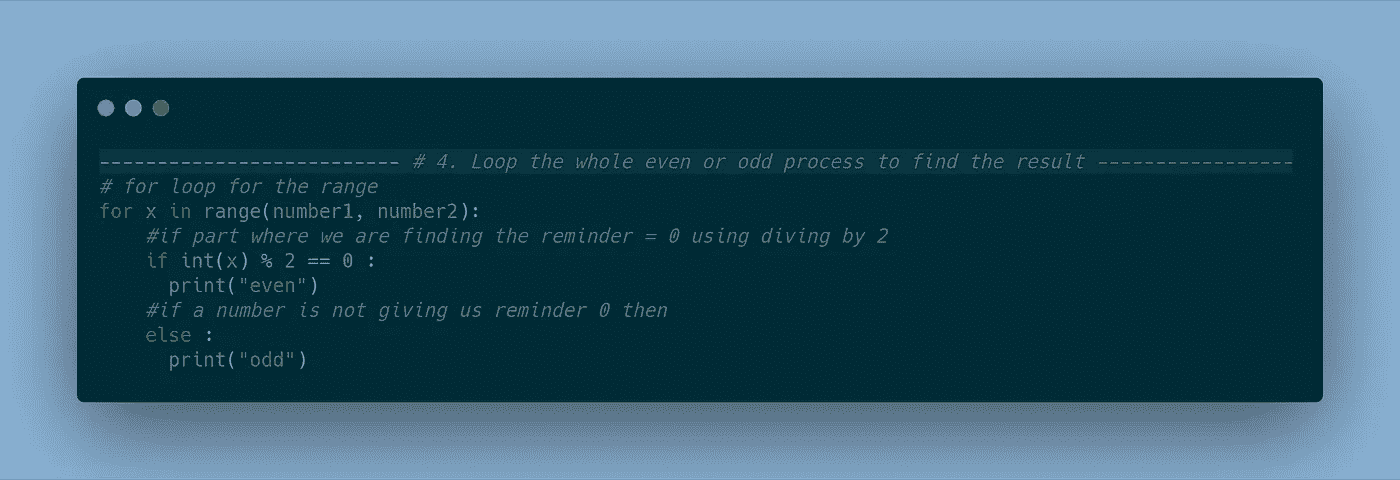 -------------------------- # 4. Loop the whole even or odd process to find the result -----------------
# for loop for the range
for x in range(number1, number2):
    #if part where we are finding the reminder = 0 using diving by 2
    if int(x) % 2 == 0 :
      print("even")
    #if a number is not giving us reminder 0 then
    else :
      print("odd")